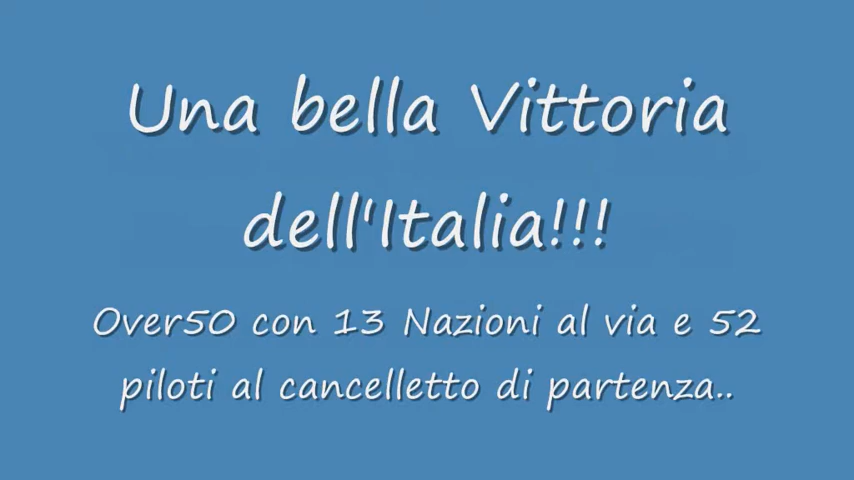 Una bella Vittoria
dell'Italia!!!
Over50 con 13 Nazioni al via e 52
piloti al cancelletto di partenza..